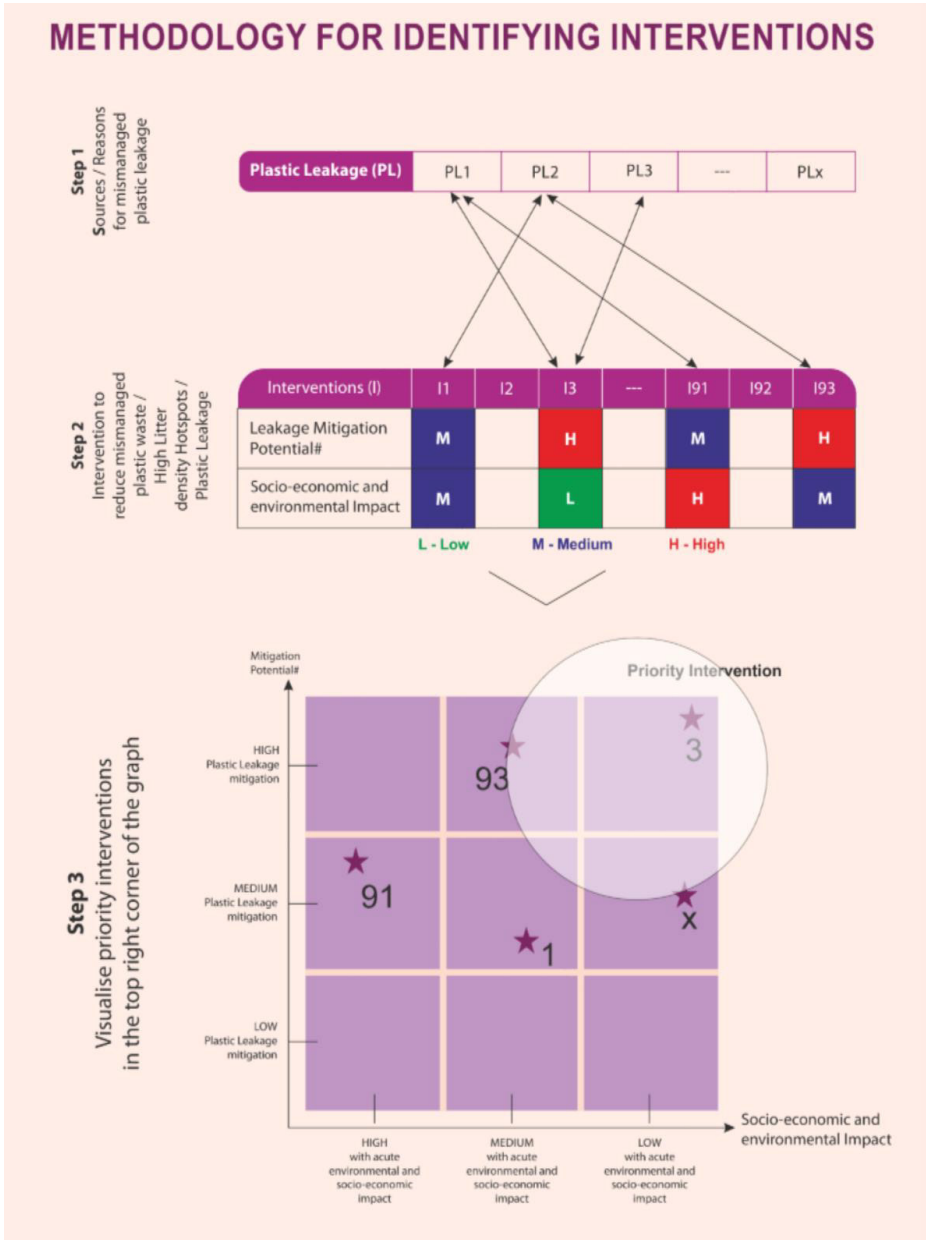 METHODOLOGY FOR IDENTIFYING INTERVENTIONS
Step 1
Sources / Reasons
for mismanaged
plastic leakage
Plastic Leakage (PL) PL1 PL2 PL3 --- PLx
Step 2
Intervention to
reduce mismanaged
plastic waste /
High Litter
density Hotspots /
Plastic Leakage
Interventions (I) I1 I2 I3 --- I91 I92 I93
Leakage Mitigation
Potential#
M H M H
Socio-economic and
environmental Impact
M L H M
L - Low M - Medium H - High
Step 3
Visualise priority interventions
in the top right corner of the graph
Mitigation
Potential#
Priority Intervention
HIGH
Plastic Leakage
mitigation
93
3
MEDIUM
Plastic Leakage
mitigation
91
1
x
LOW
Plastic Leakage
mitigation
Socio-economic and
environmental Impact
HIGH
with acute
environmental and
socio-economic
impact
MEDIUM
with acute
environmental and
socio-economic
impact
LOW
with acute
environmental and
socio-economic
impact